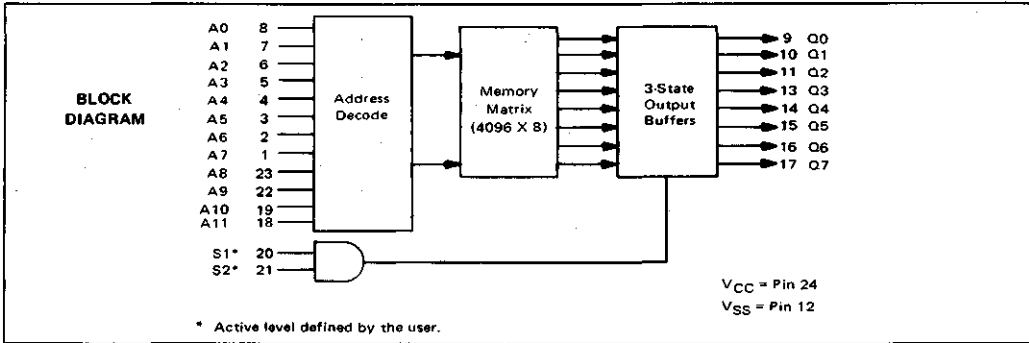 BLOCK
DIAGRAM
A0 8
A1 7
A2 6
A3 5
A4 4
A5 3
A6 2
A7 1
A8 23
A9 22
A10 19
A11 18
S1* 20
S2* 21
Address
Decode
Memory
Matrix
(4096 X 8)
3-State
Output
Buffers
9 Q0
10 Q1
11 Q2
13 Q3
14 Q4
15 Q5
16 Q6
17 Q7
VCC = Pin 24
VSS = Pin 12
* Active level defined by the user.